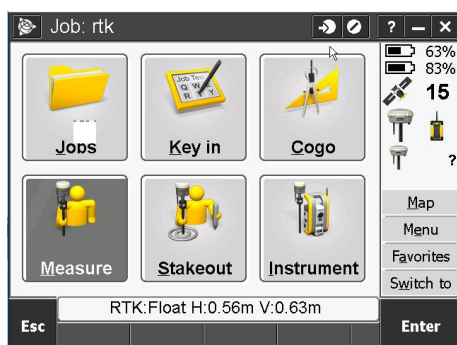 Job: rtk
? – X
63%
83%
15
?
Jobs
Key in
Cogo
Measure
Stakeout
Instrument
Map
Menu
Favorites
Switch to
RTK:Float H:0.56m V:0.63m
Esc
Enter